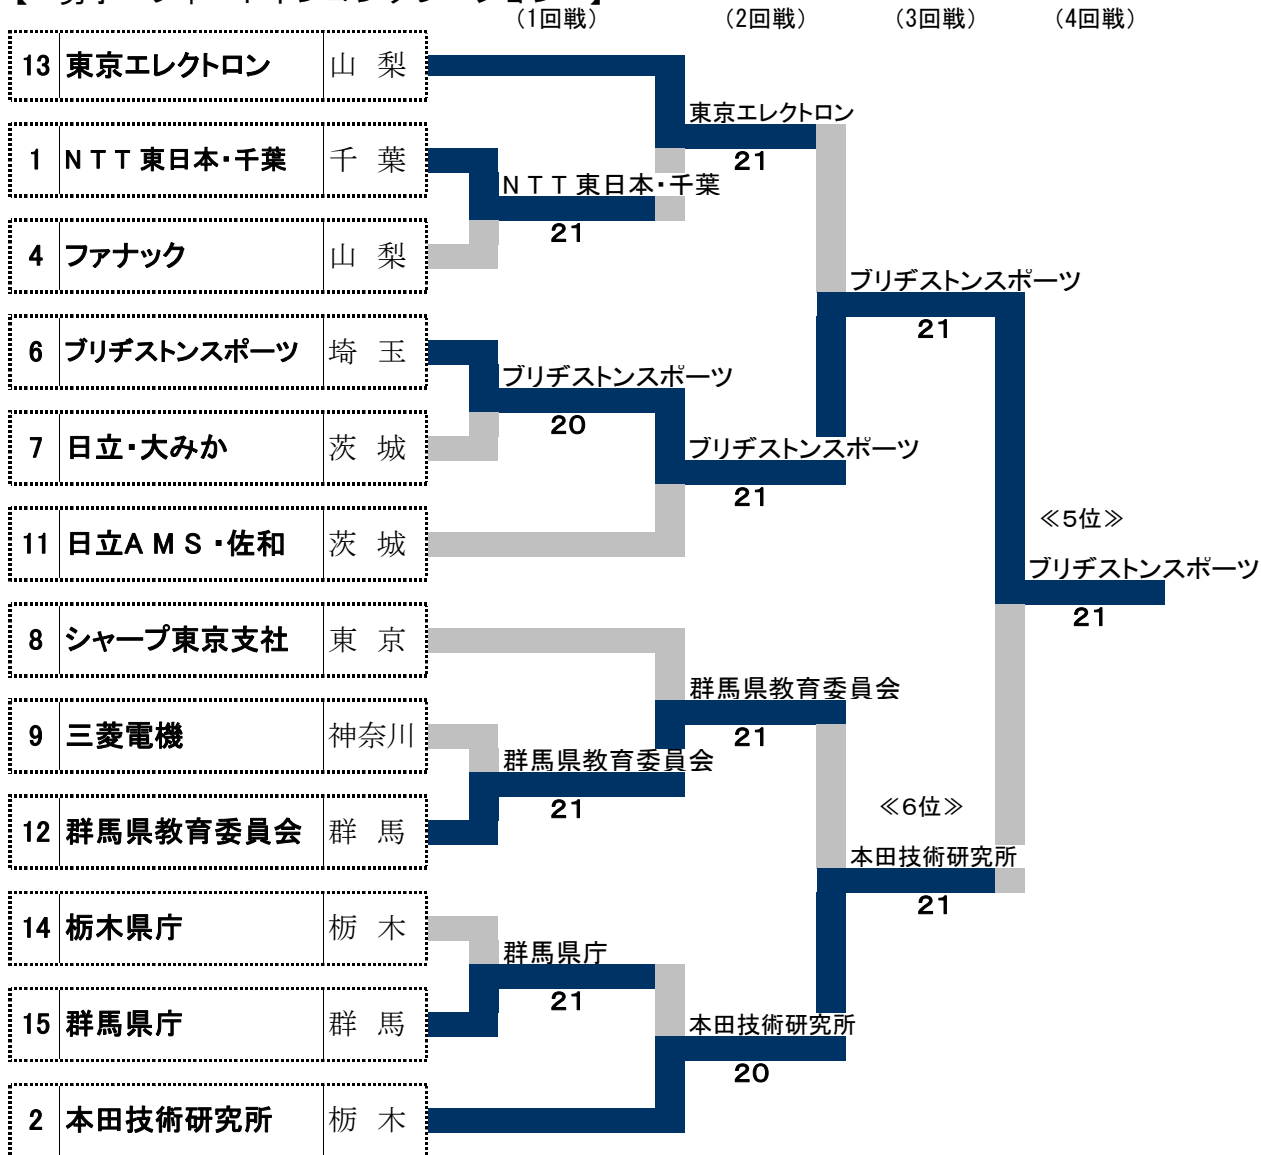 (1回戦) (2回戦) (3回戦) (4回戦)
13 東京エレクトロン 山 梨
東京エレクトロン
21
1 NTT東日本・千葉 千 葉
NTT東日本・千葉
21
4 ファナック 山 梨
ブリヂストンスポーツ
21
6 ブリヂストンスポーツ 埼 玉
ブリヂストンスポーツ
20
7 日立・大みか 茨 城
ブリヂストンスポーツ
21
11 日立AMS・佐和 茨 城
≪5位≫
ブリヂストンスポーツ
21
8 シャープ東京支社 東 京
群馬県教育委員会
21
9 三菱電機 神奈川
群馬県教育委員会
21
12 群馬県教育委員会 群 馬
≪6位≫
本田技術研究所
21
14 栃木県庁 栃 木
群馬県庁
21
15 群馬県庁 群 馬
本田技術研究所
20
2 本田技術研究所 栃 木